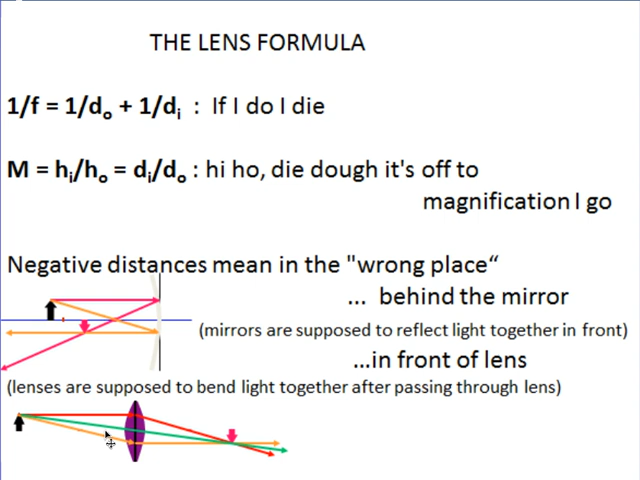 THE LENS FORMULA
1/f = 1/dₒ + 1/dᵢ : If I do I die
M = hᵢ/hₒ = dᵢ/dₒ : hi ho, die dough it's off to
magnification I go
Negative distances mean in the "wrong place“
... behind the mirror
(mirrors are supposed to reflect light together in front)
...in front of lens
(lenses are supposed to bend light together after passing through lens)